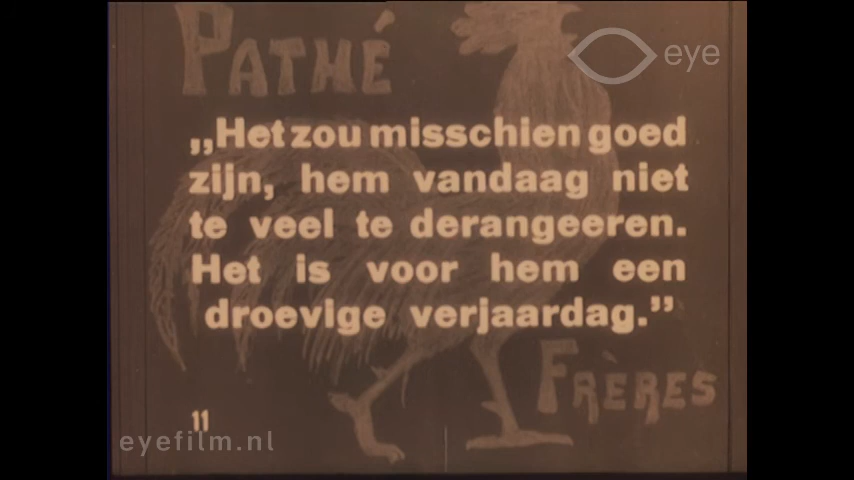 PATHÉ
eye
„Het zou misschien goed
zijn, hem vandaag niet
te veel te derangeeren.
Het is voor hem een
droevige verjaardag.”
FRÈRES
11
eyefilm.nl